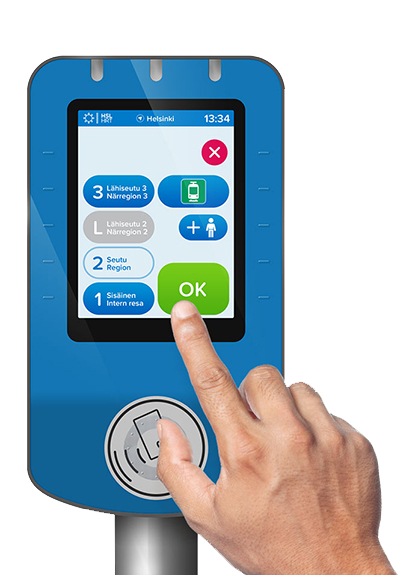 HSL Helsinki 13:34
HRT
3 Lähiseutu 3
Närregion 3
L Lähiseutu 2
Närregion 2
2 Seutu
Region
1 Sisäinen
Intern resa
+
OK